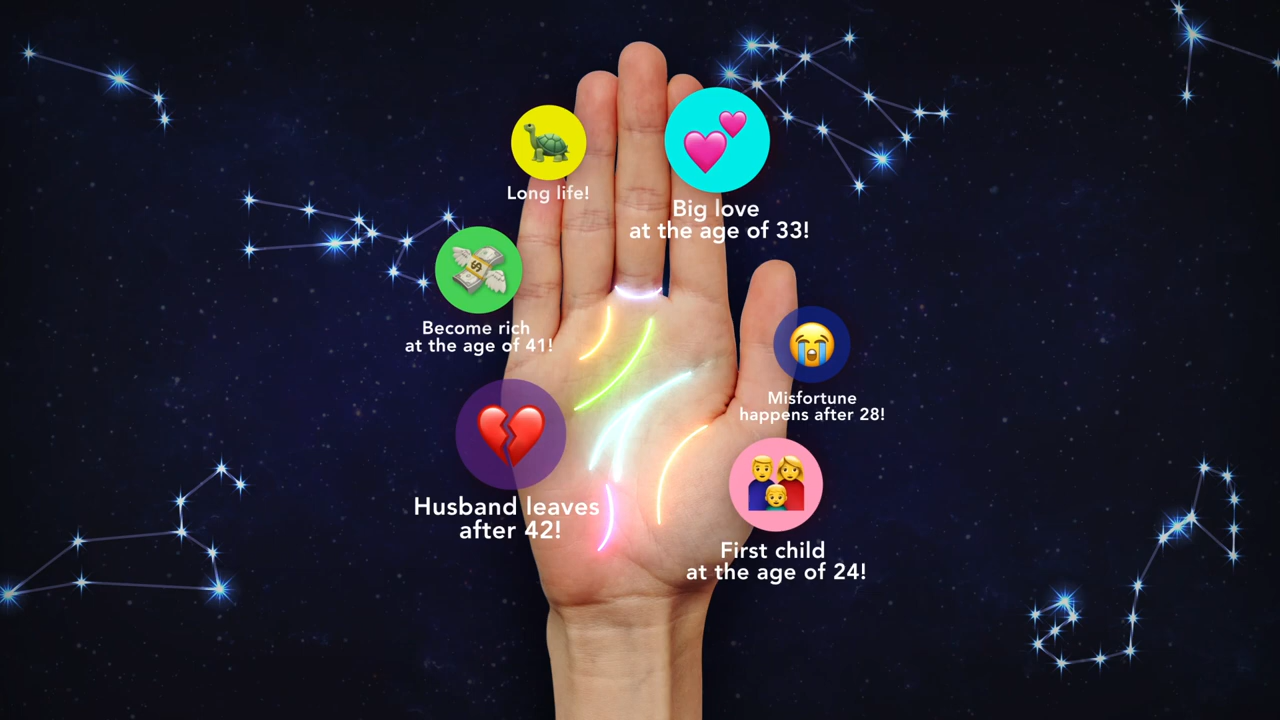 Long life!
Big love
at the age of 33!
Become rich
at the age of 41!
Misfortune
happens after 28!
Husband leaves
after 42!
First child
at the age of 24!